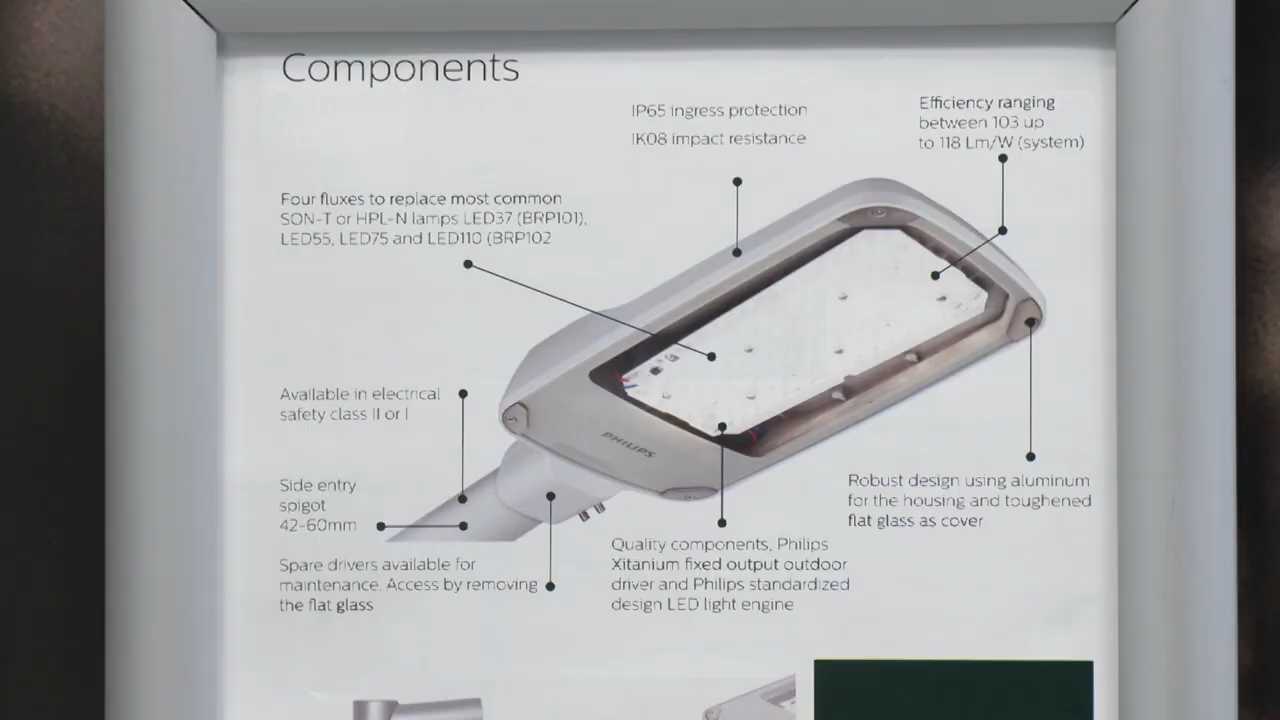 Components
IP65 ingress protection
IK08 impact resistance
Efficiency ranging
between 103 up
to 118 Lm/W (system)
Four fluxes to replace most common
SON-T or HPL-N lamps LED37 (BRP101),
LED55, LED75 and LED110 (BRP102
Available in electrical
safety class II or I
PHILIPS
Side entry
spigot
42-60mm
Robust design using aluminum
for the housing and toughened
flat glass as cover
Spare drivers available for
maintenance. Access by removing
the flat glass
Quality components, Philips
Xitanium fixed output outdoor
driver and Philips standardized
design LED light engine